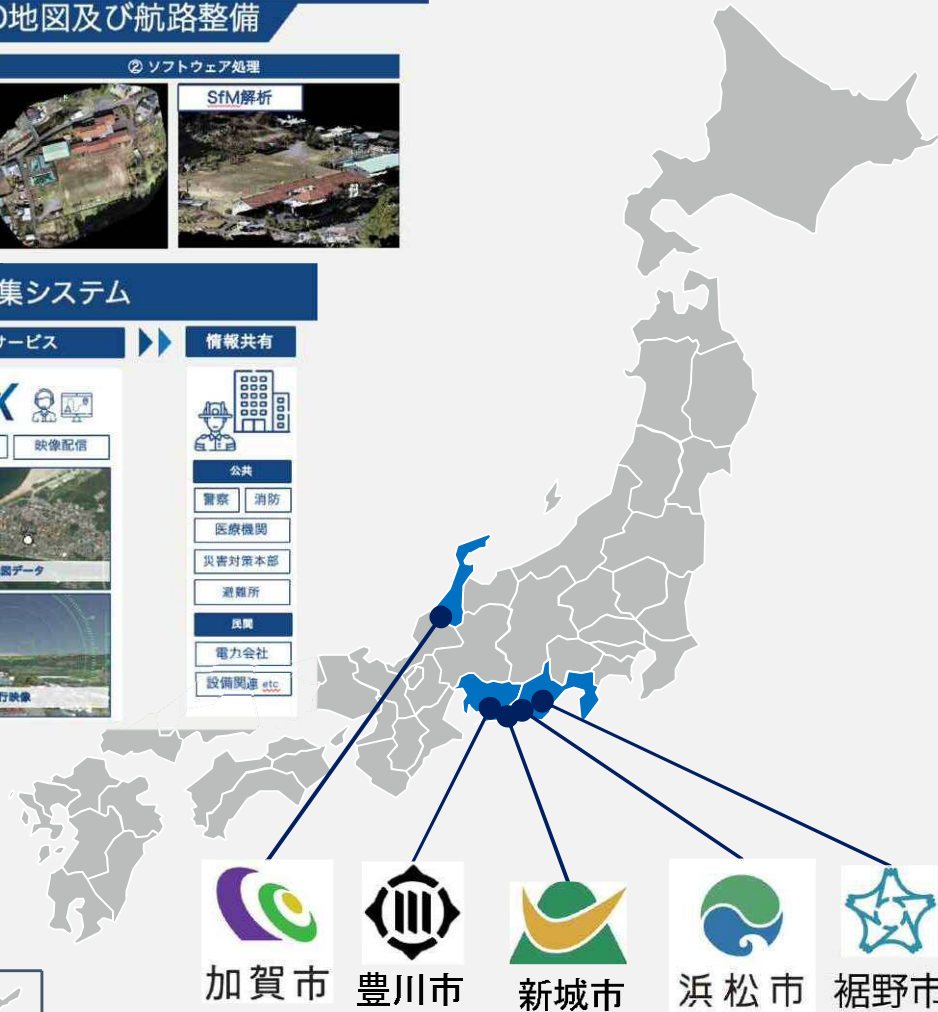 の地図及び航路整備
② ソフトウェア処理
SfM解析
集システム
サービス
情報共有
映像配信
公共
警察
消防
医療機関
災害対策本部
避難所
図データ
民間
電力会社
設備関連 etc
行映像
加賀市
豊川市
新城市
浜松市
裾野市